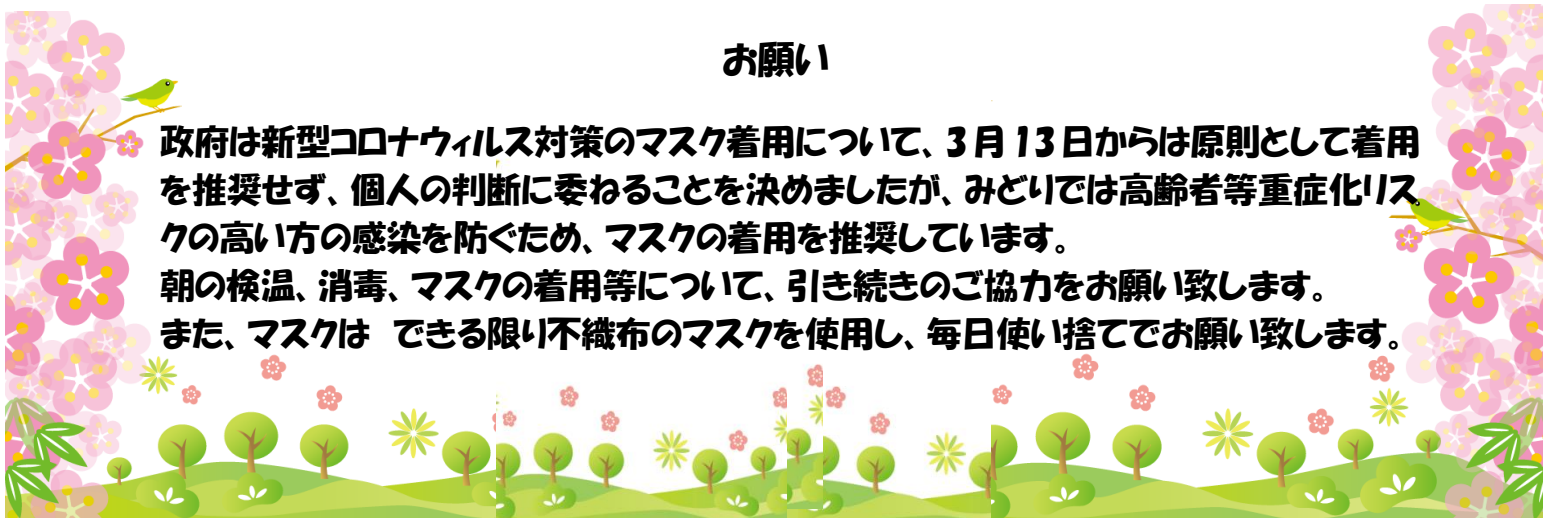 お願い
政府は新型コロナウィルス対策のマスク着用について、3月13日からは原則として着用
を推奨せず、個人の判断に委ねることを決めましたが、みどりでは高齢者等重症化リス
クの高い方の感染を防ぐため、マスクの着用を推奨しています。
朝の検温、消毒、マスクの着用等について、引き続きのご協力をお願い致します。
また、マスクは　できる限り不織布のマスクを使用し、毎日使い捨てでお願い致します。